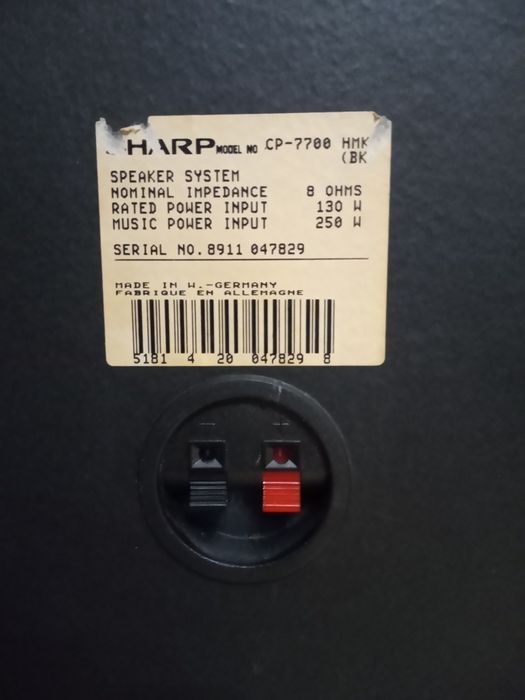 HARP MODEL NO CP-7700 HMK
(BK
SPEAKER SYSTEM
NOMINAL IMPEDANCE 8 OHMS
RATED POWER INPUT 130 W
MUSIC POWER INPUT 250 W
SERIAL NO. 8911 047829
MADE IN W.-GERMANY
FABRIQUE EN ALLEMAGNE
5181 4 20 047829 8
− +